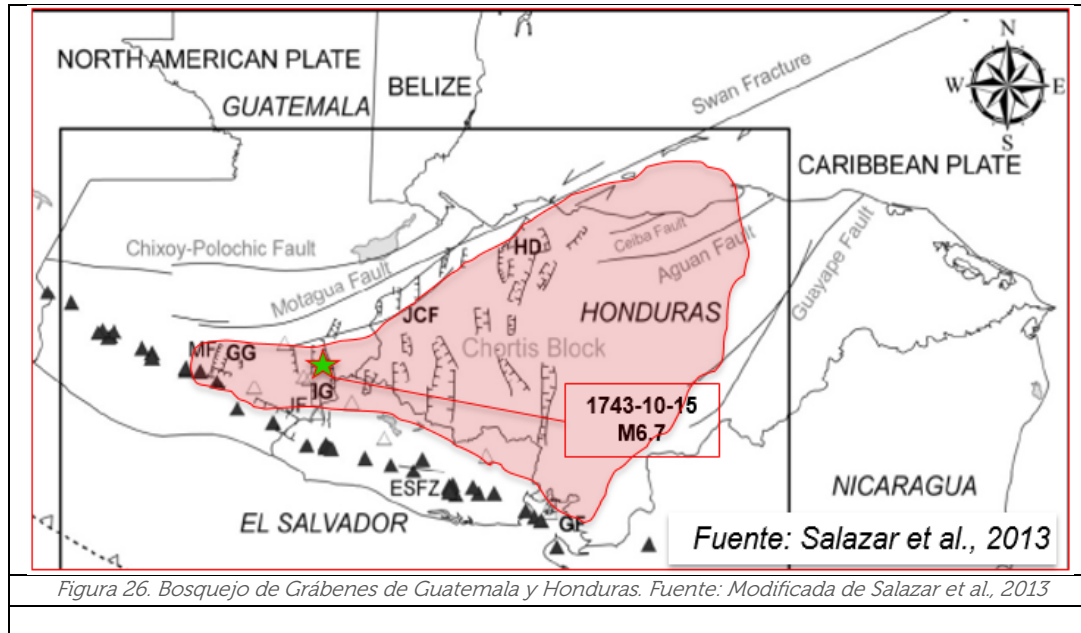 NORTH AMERICAN PLATE
GUATEMALA
BELIZE
Swan Fracture
N
W
E
S
CARIBBEAN PLATE
Chixoy-Polochic Fault
Motagua Fault
HD
Ceiba Fault
Aguan Fault
Guayape Fault
JCF
HONDURAS
MF
GG
Chortis Block
IG
JF
1743-10-15
M6.7
ESFZ
EL SALVADOR
GF
NICARAGUA
Fuente: Salazar et al., 2013
Figura 26. Bosquejo de Grábenes de Guatemala y Honduras. Fuente: Modificada de Salazar et al., 2013